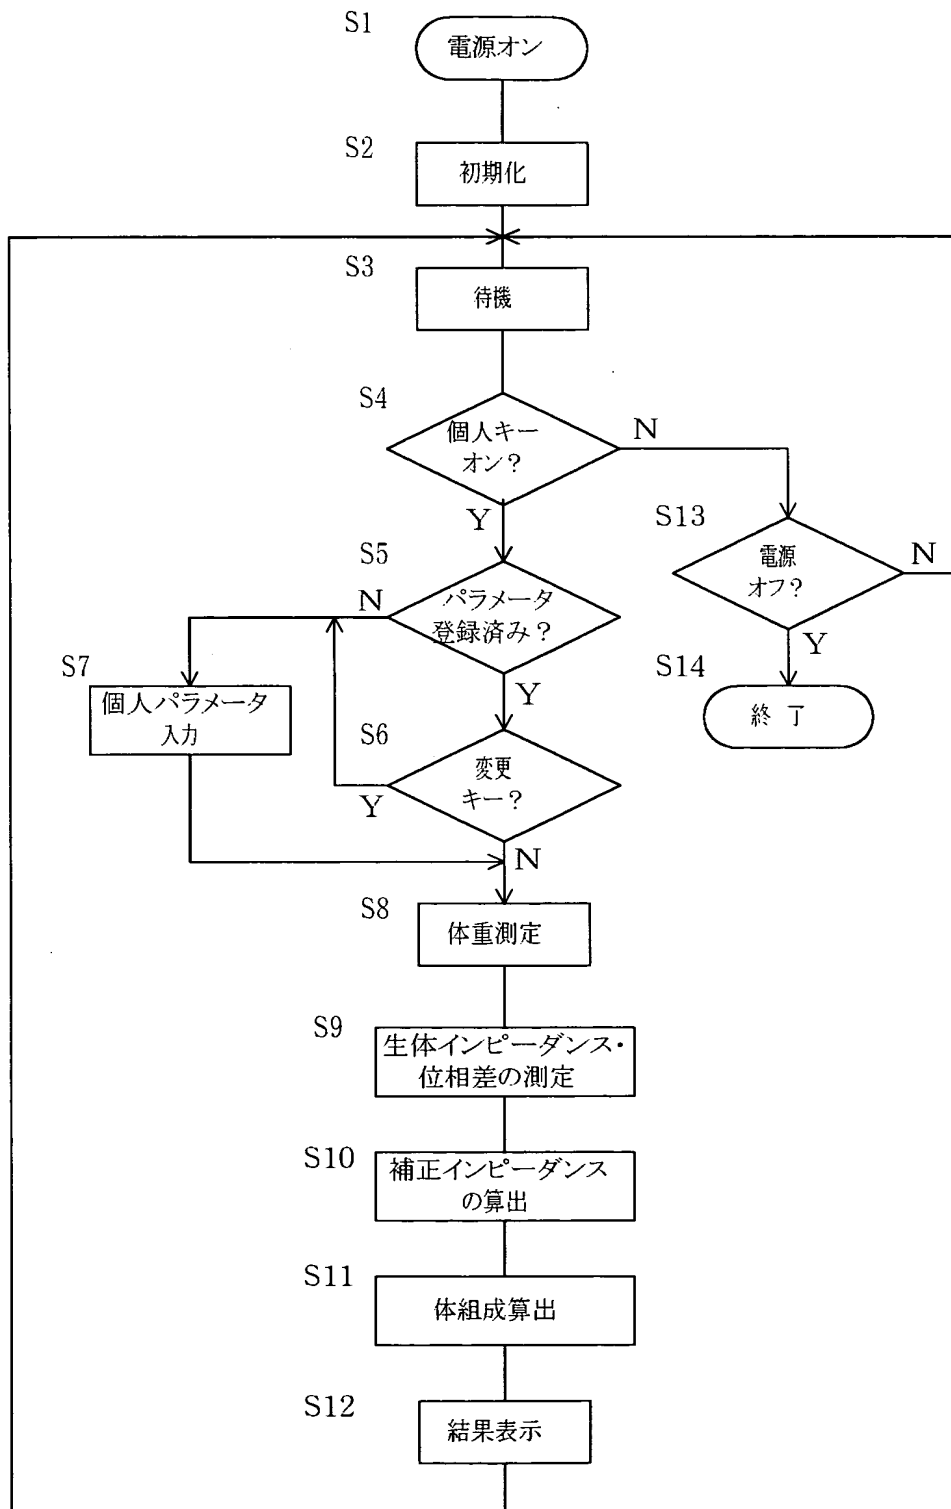 S1
電源オン
S2
初期化
S3
待機
S4
個人キー
オン？
N
Y
S13
電源
オフ？
N
Y
S14
終了
S5
パラメータ
登録済み？
N
Y
S7
個人パラメータ
入力
S6
変更
キー？
Y
N
S8
体重測定
S9
生体インピーダンス・
位相差の測定
S10
補正インピーダンス
の算出
S11
体組成算出
S12
結果表示